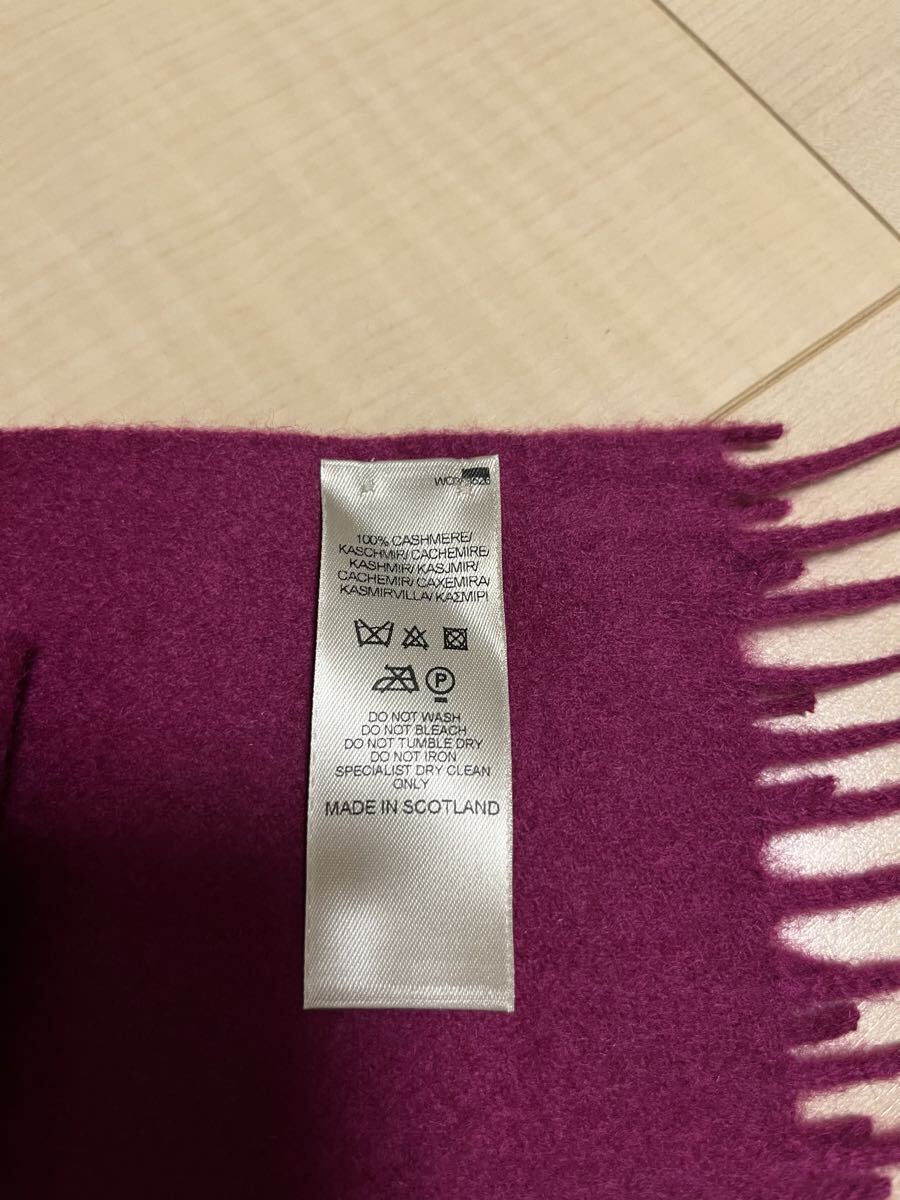 100% CASHMERE/
KASCHMIR/ CACHEMIRE/
KASHMIR/ KASJMIR/
CACHEMIR/ CAXEMIRA/
KASMIRVILLA/ ΚΑΣΜΙΡΙ
P
DO NOT WASH
DO NOT BLEACH
DO NOT TUMBLE DRY
DO NOT IRON
SPECIALIST DRY CLEAN
ONLY
MADE IN SCOTLAND